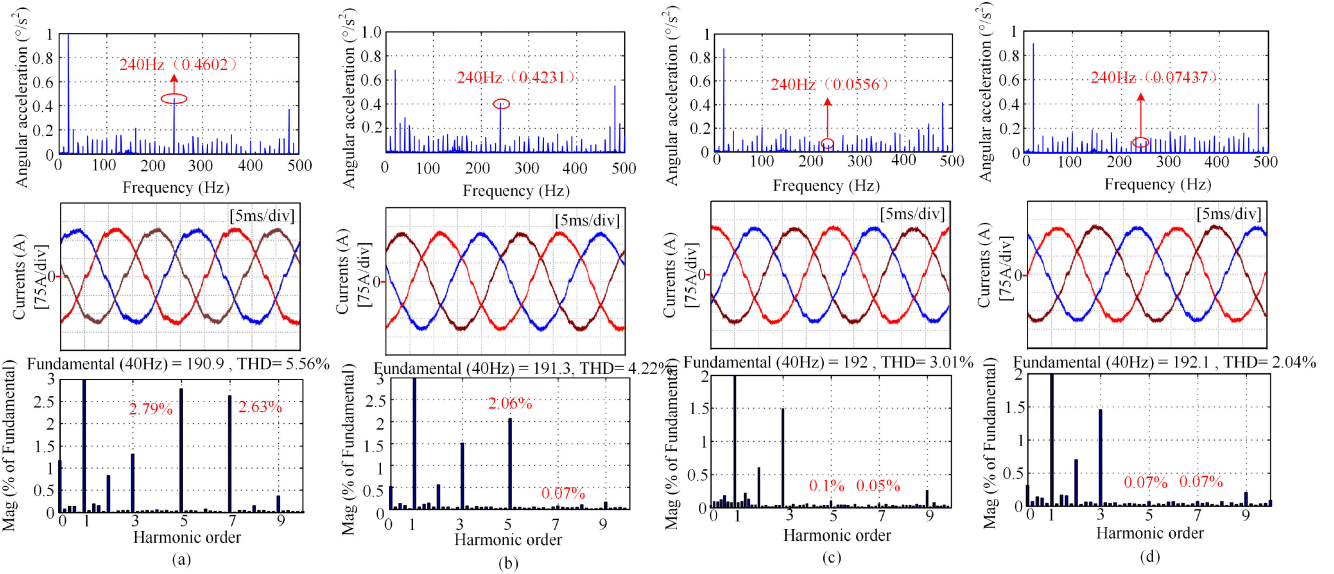 Angular acceleration (°/s²)
1
0.8
0.6
0.4
0.2
0
100
200
300
400
500
240Hz（0.4602）
Frequency (Hz)
Currents (A)
[75A/div]
0
[5ms/div]
Fundamental (40Hz) = 190.9 , THD= 5.56%
Mag (% of Fundamental)
3
2.5
2
1.5
1
0.5
0
2.79%
2.63%
0
1
3
5
7
9
Harmonic order
(a)
Angular acceleration (°/s²)
1.0
0.8
0.6
0.4
0.2
0
100
200
300
400
500
240Hz（0.4231）
Frequency (Hz)
Currents (A)
[75A/div]
0
[5ms/div]
Fundamental (40Hz) = 191.3, THD= 4.22%
Mag (% of Fundamental)
3
2.5
2
1.5
1
0.5
0
2.06%
0.07%
0
1
3
5
7
9
Harmonic order
(b)
Angular acceleration (°/s²)
1
0.8
0.6
0.4
0.2
0
0
100
200
300
400
500
240Hz（0.0556）
Frequency (Hz)
Currents (A)
[75A/div]
0
[5ms/div]
Fundamental (40Hz) = 192 , THD= 3.01%
Mag (% of Fundamental)
2
1.5
1
0.5
0
0.1%
0.05%
0
1
3
5
7
9
Harmonic order
(c)
Angular acceleration (°/s²)
1
0.8
0.6
0.4
0.2
0
0
100
200
300
400
500
240Hz（0.07437）
Frequency (Hz)
Currents (A)
[75A/div]
0
[5ms/div]
Fundamental (40Hz) = 192.1 , THD= 2.04%
Mag (% of Fundamental)
2
1.5
1
0.5
0
0.07%
0.07%
0
1
3
5
7
9
Harmonic order
(d)